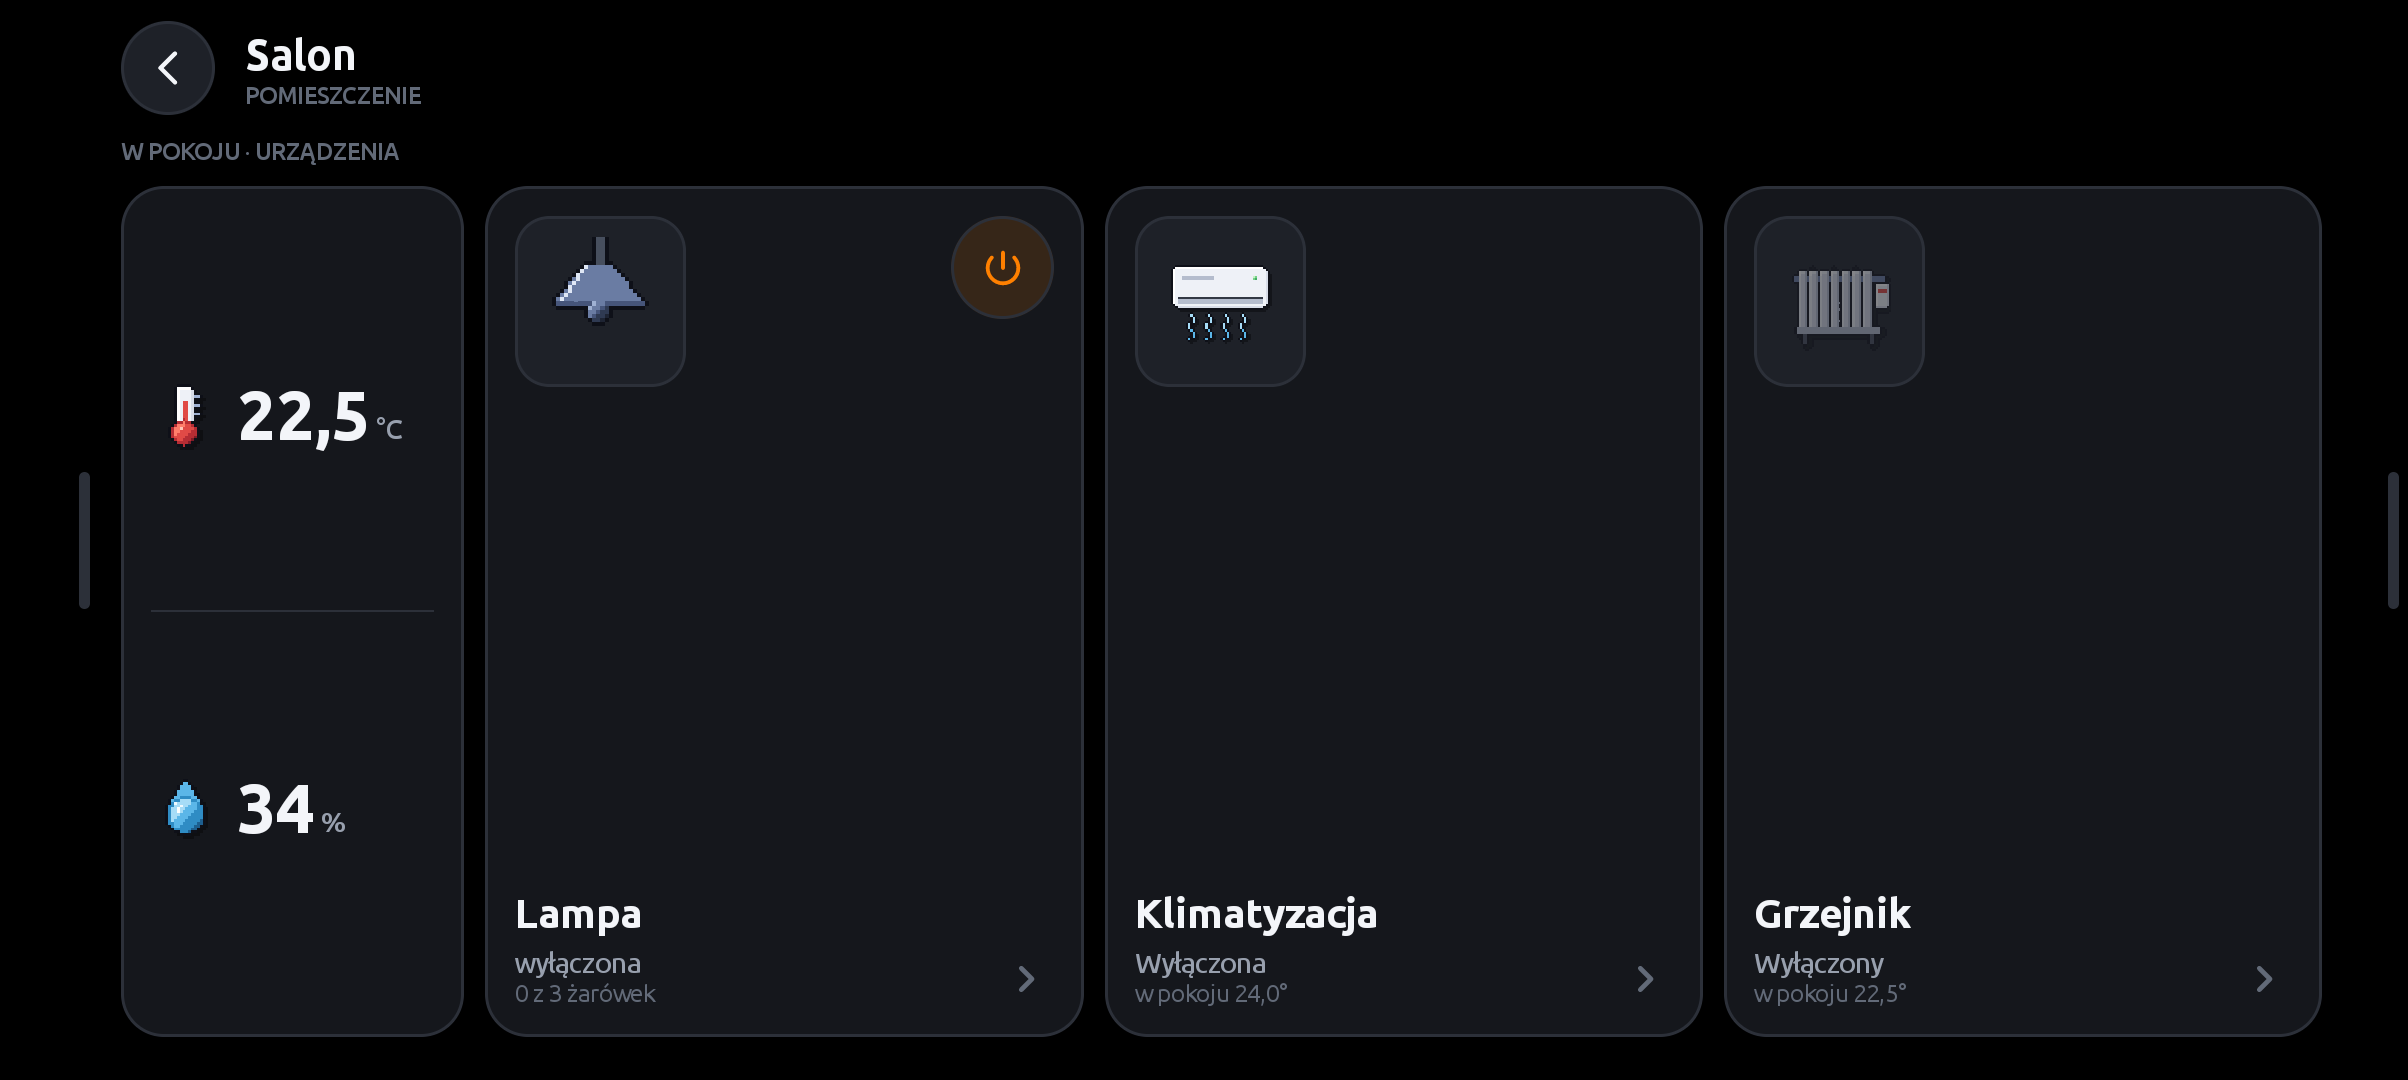 Salon
POMIESZCZENIE
W POKOJU · URZĄDZENIA
22,5 °C
34 %
Lampa
wyłączona
0 z 3 żarówek
Klimatyzacja
Wyłączona
w pokoju 24,0°
Grzejnik
Wyłączony
w pokoju 22,5°